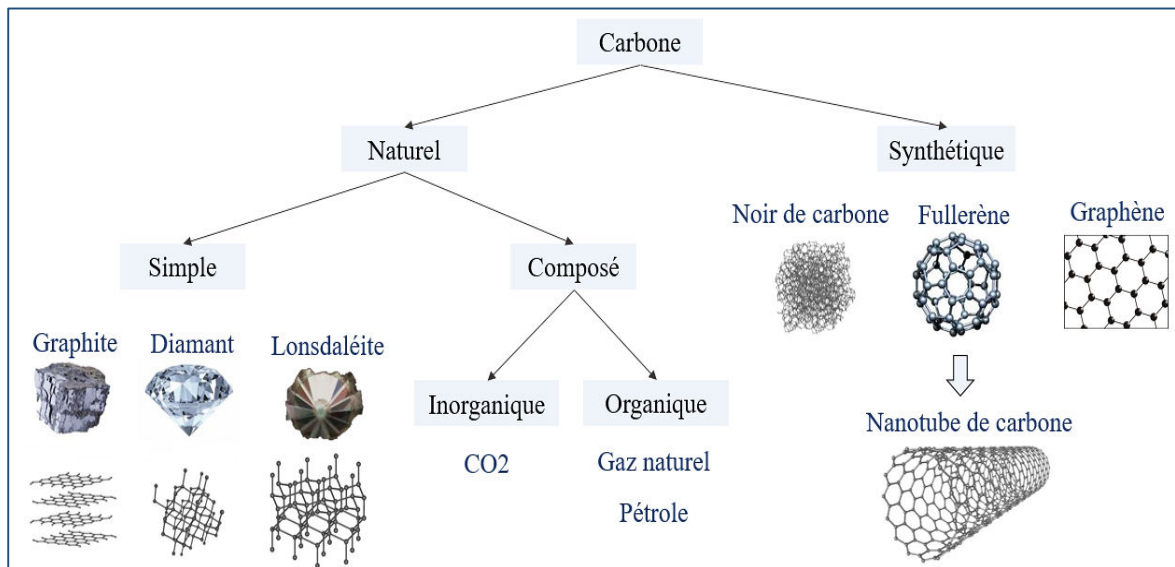 Carbone
Naturel
Synthétique
Noir de carbone
Fullerène
Graphène
Simple
Composé
Graphite
Diamant
Lonsdaléite
Inorganique
Organique
Nanotube de carbone
CO2
Gaz naturel
Pétrole